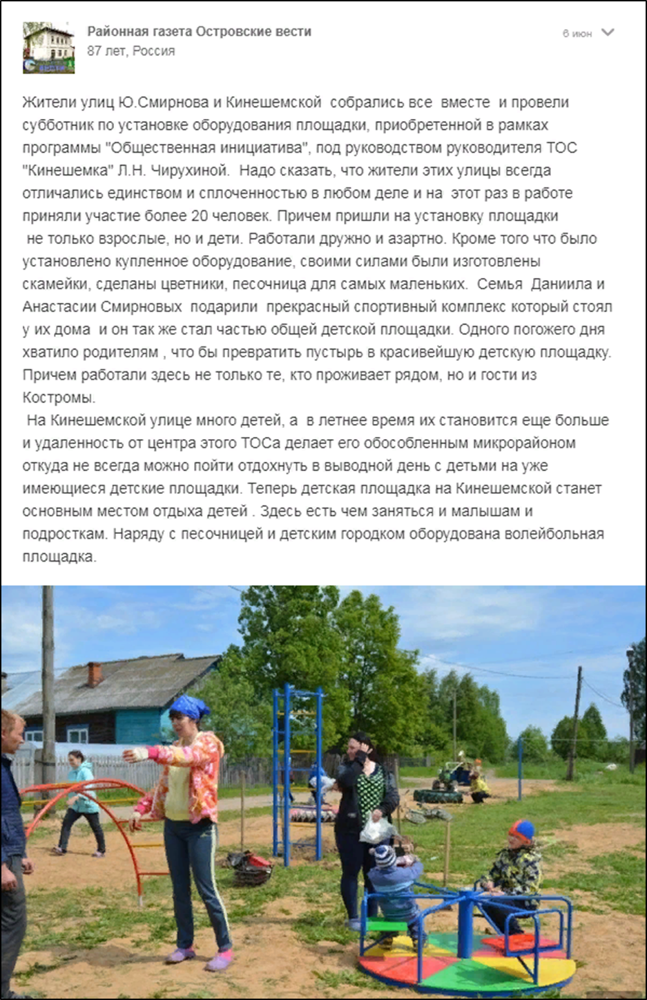 Районная газета Островские вести
6 июн
87 лет, Россия
Жители улиц Ю.Смирнова и Кинешемской собрались все вместе и провели
субботник по установке оборудования площадки, приобретенной в рамках
программы "Общественная инициатива", под руководством руководителя ТОС
"Кинешемка" Л.Н. Чирухиной. Надо сказать, что жители этих улицы всегда
отличались единством и сплоченностью в любом деле и на этот раз в работе
приняли участие более 20 человек. Причем пришли на установку площадки
не только взрослые, но и дети. Работали дружно и азартно. Кроме того что было
установлено купленное оборудование, своими силами были изготовлены
скамейки, сделаны цветники, песочница для самых маленьких. Семья Даниила и
Анастасии Смирновых подарили прекрасный спортивный комплекс который стоял
у их дома и он так же стал частью общей детской площадки. Одного погожего дня
хватило родителям , что бы превратить пустырь в красивейшую детскую площадку.
Причем работали здесь не только те, кто проживает рядом, но и гости из
Костромы.
На Кинешемской улице много детей, а в летнее время их становится еще больше
и удаленность от центра этого ТОСа делает его обособленным микрорайоном
откуда не всегда можно пойти отдохнуть в выводной день с детьми на уже
имеющиеся детские площадки. Теперь детская площадка на Кинешемской станет
основным местом отдыха детей . Здесь есть чем заняться и малышам и
подросткам. Наряду с песочницей и детским городком оборудована волейбольная
площадка.